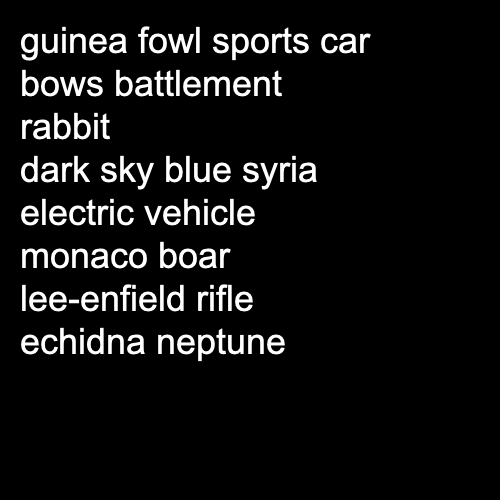 guinea fowl sports car
bows battlement
rabbit
dark sky blue syria
electric vehicle
monaco boar
lee-enfield rifle
echidna neptune